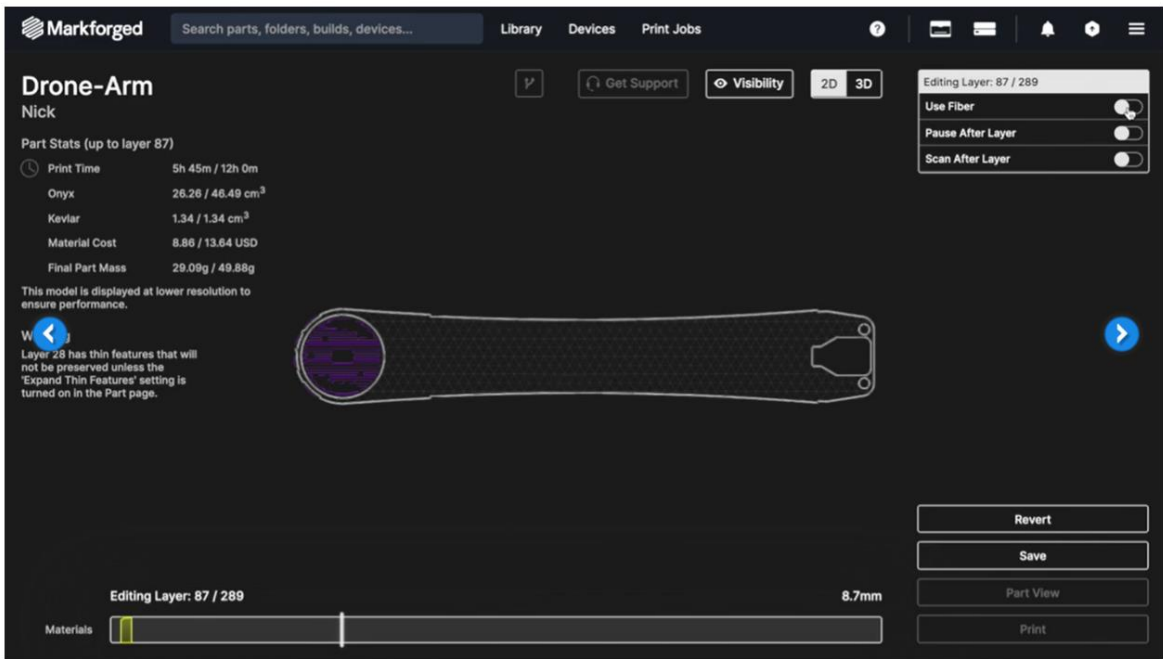 Markforged
Search parts, folders, builds, devices...
Library Devices Print Jobs
?
Drone-Arm
Nick
Get Support
Visibility
2D 3D
Editing Layer: 87 / 289
Use Fiber
Pause After Layer
Scan After Layer
Part Stats (up to layer 87)
Print Time 5h 45m / 12h 0m
Onyx 26.26 / 46.49 cm³
Kevlar 1.34 / 1.34 cm³
Material Cost 8.86 / 13.64 USD
Final Part Mass 29.09g / 49.88g
This model is displayed at lower resolution to
ensure performance.
Layer 28 has thin features that will
not be preserved unless the
'Expand Thin Features' setting is
turned on in the Part page.
Revert
Save
Part View
Print
Editing Layer: 87 / 289 8.7mm
Materials